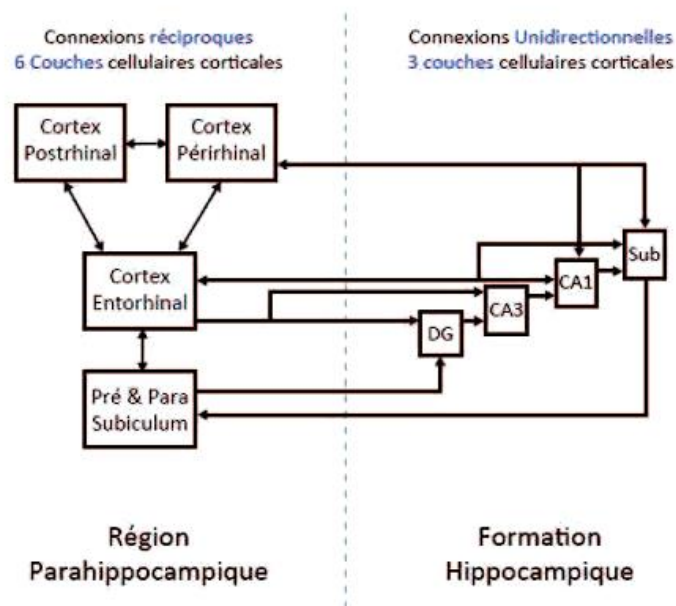 Connexions réciproques
6 Couches cellulaires corticales
Connexions Unidirectionnelles
3 couches cellulaires corticales
Cortex
Postrhinal
Cortex
Périrhinal
Sub
Cortex
Entorhinal
CA1
CA3
DG
Pré & Para
Subiculum
Région
Parahippocampique
Formation
Hippocampique